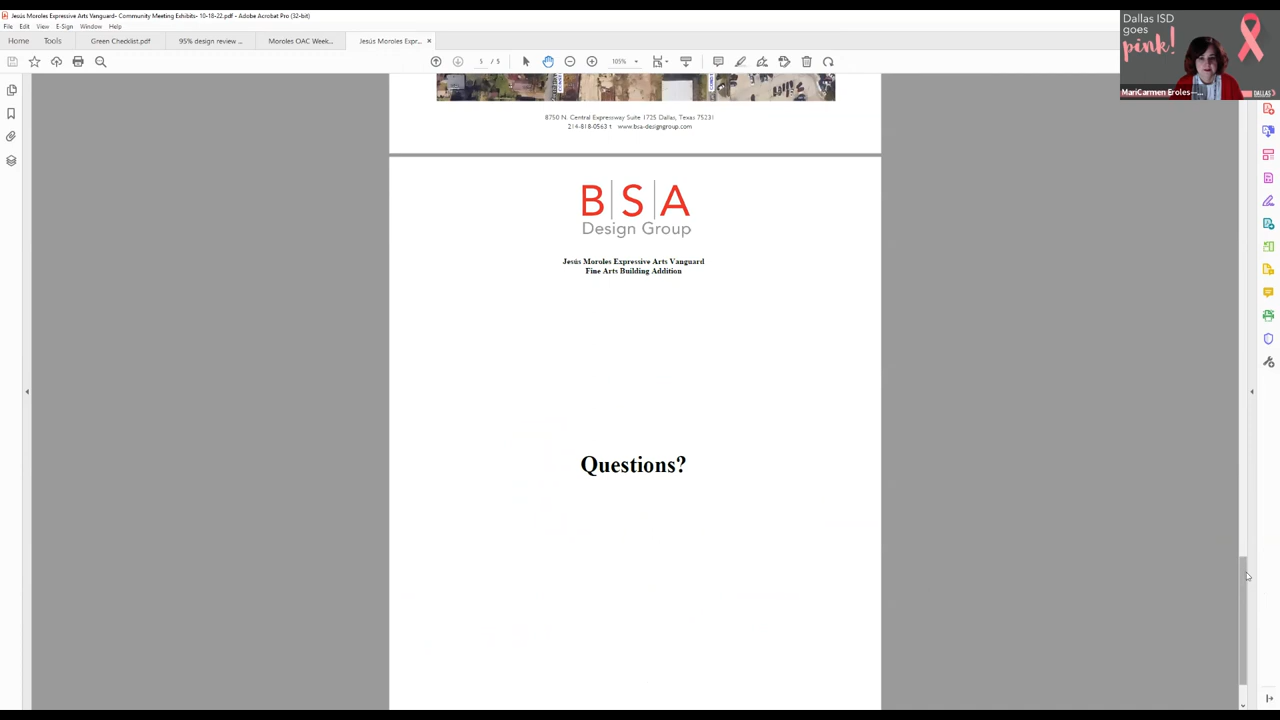 Jesús Moroles Expressive Arts Vanguard- Community Meeting Exhibits- 10-18-22.pdf - Adobe Acrobat Pro (32-bit)
File Edit View E-Sign Window Help
Home Tools Green Checklist.pdf 95% design review ... Moroles OAC Week... Jesús Moroles Expr... ×
5 / 5 105%
Dallas ISD
goes
pink!
MariCarmen Eroles--...
DALLAS
8750 N. Central Expressway Suite 1725 Dallas, Texas 75231
214-818-0563 t www.bsa-designgroup.com
B|S|A
Design Group
Jesús Moroles Expressive Arts Vanguard
Fine Arts Building Addition
Questions?